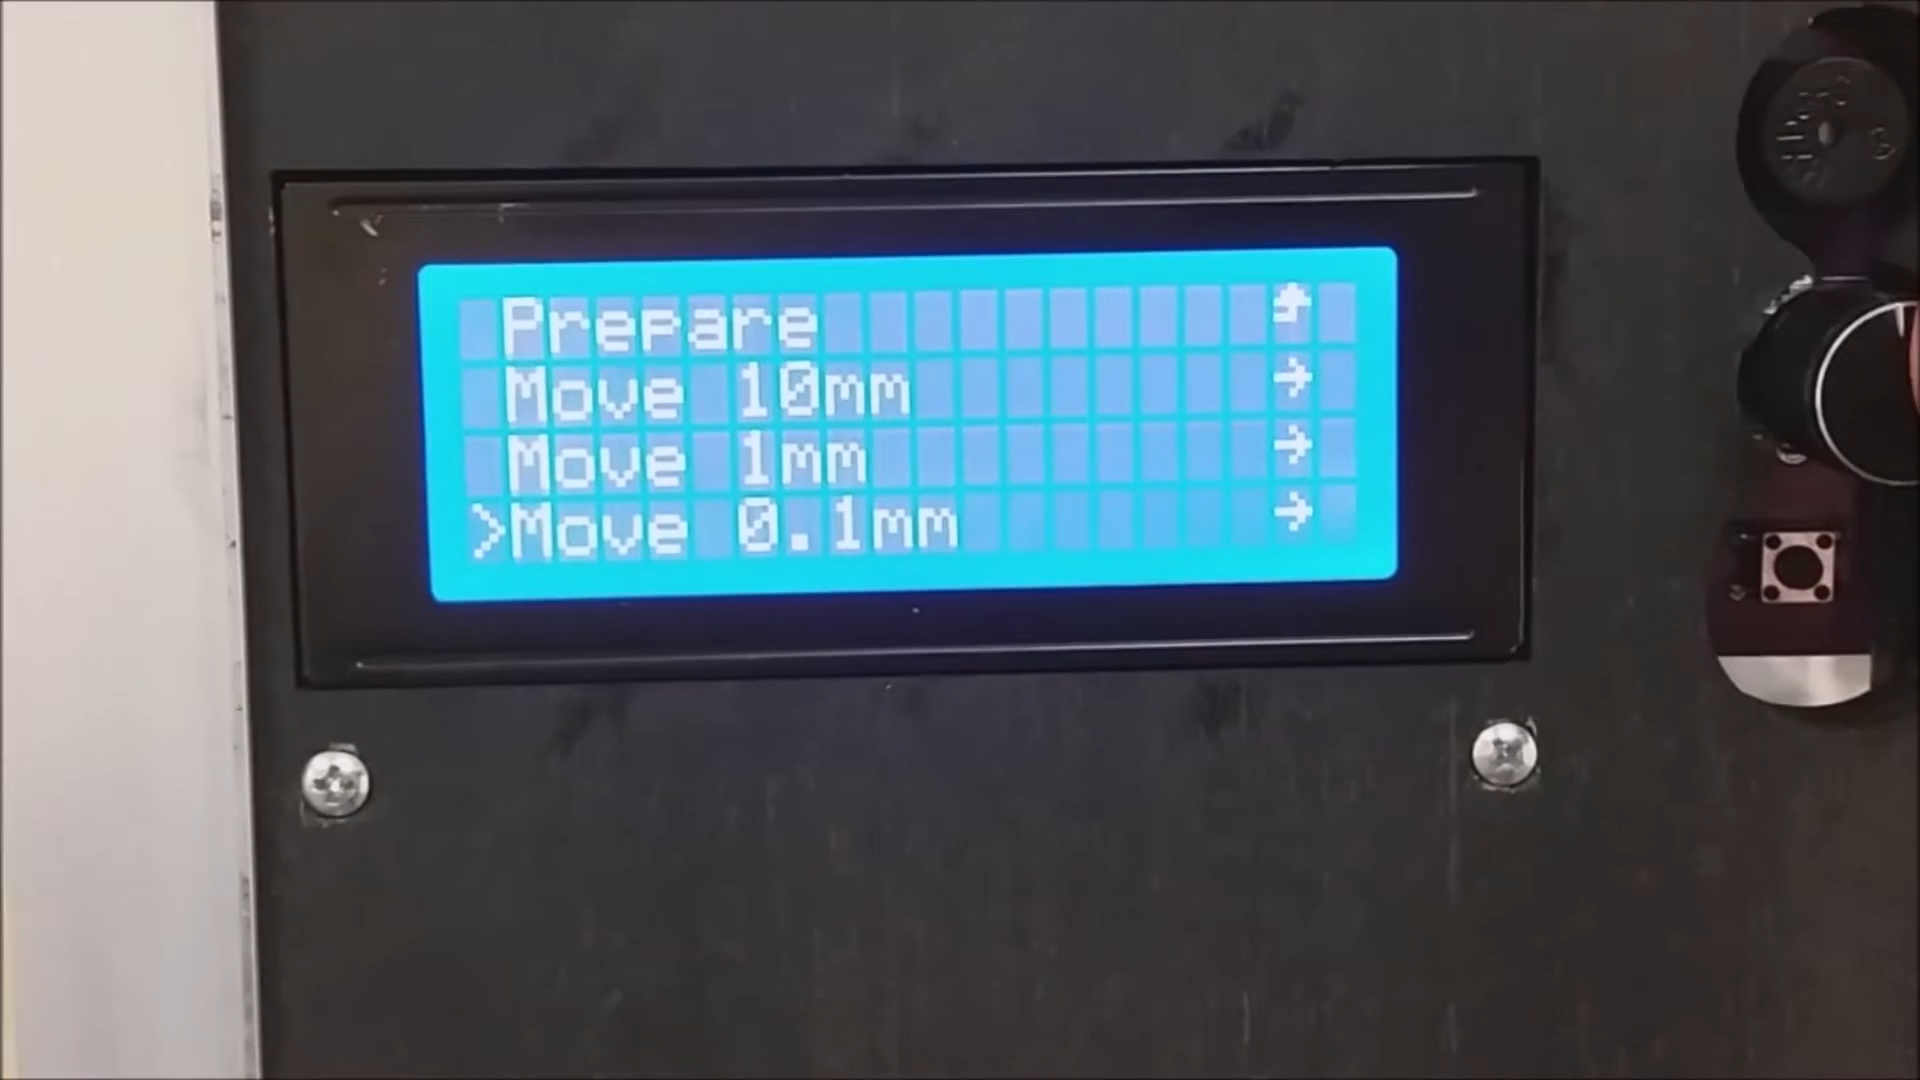 Prepare
Move 10mm →
Move 1mm →
>Move 0.1mm →